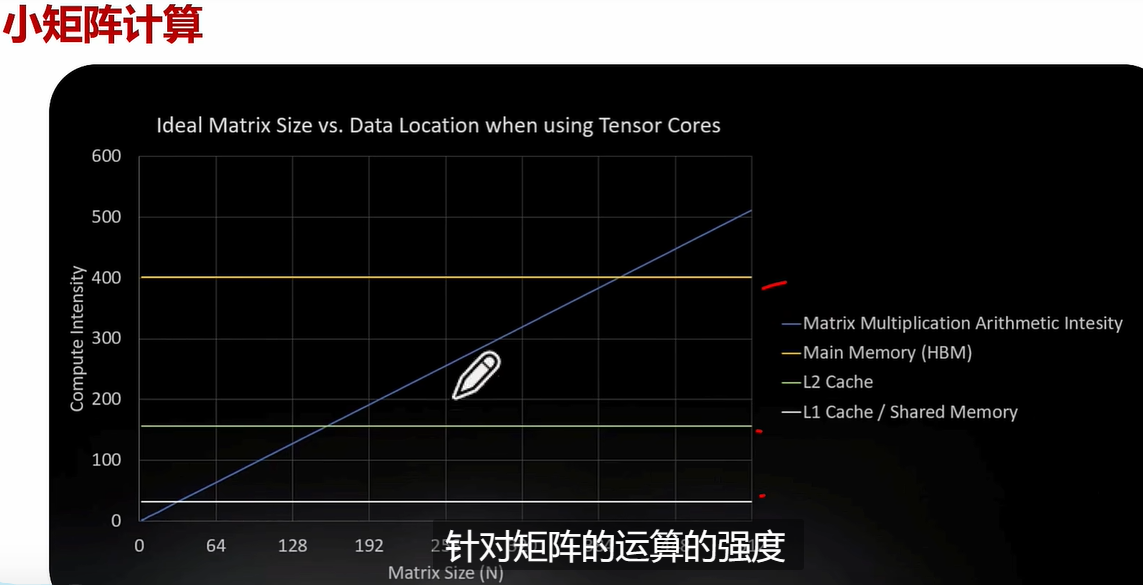 小矩阵计算
Ideal Matrix Size vs. Data Location when using Tensor Cores
600
500
400
300
200
100
0
Compute Intensity
0 64 128 192
Matrix Size (N)
Matrix Multiplication Arithmetic Intesity
Main Memory (HBM)
L2 Cache
L1 Cache / Shared Memory
针对矩阵的运算的强度